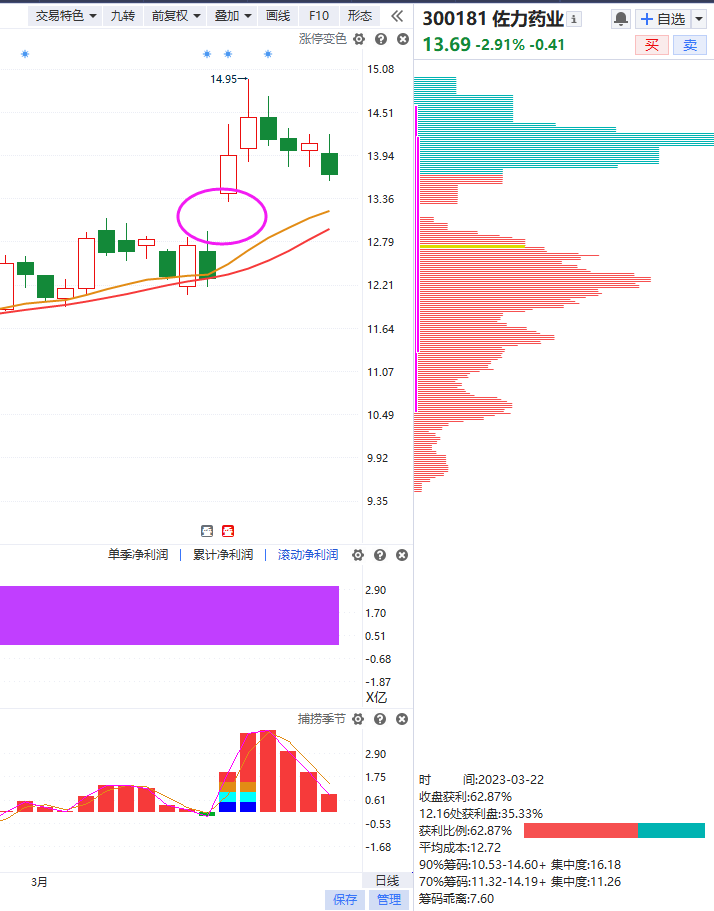 交易特色 九转 前复权 叠加 画线 F10 形态
300181 佐力药业
自选
13.69 -2.91% -0.41
买 卖
涨停变色
15.08
14.95
14.51
13.94
13.36
12.79
12.21
11.64
11.07
10.49
9.92
9.35
单季净利润 累计净利润 滚动净利润
2.90
1.70
0.51
-0.68
-1.87
X亿
捕捞季节
2.90
1.75
0.61
-0.53
-1.68
3月 日线
保存 管理
时 间:2023-03-22
收盘获利:62.87%
12.16处获利盘:35.33%
获利比例:62.87%
平均成本:12.72
90%筹码:10.53-14.60+ 集中度:16.18
70%筹码:11.32-14.19+ 集中度:11.26
筹码乖离:7.60